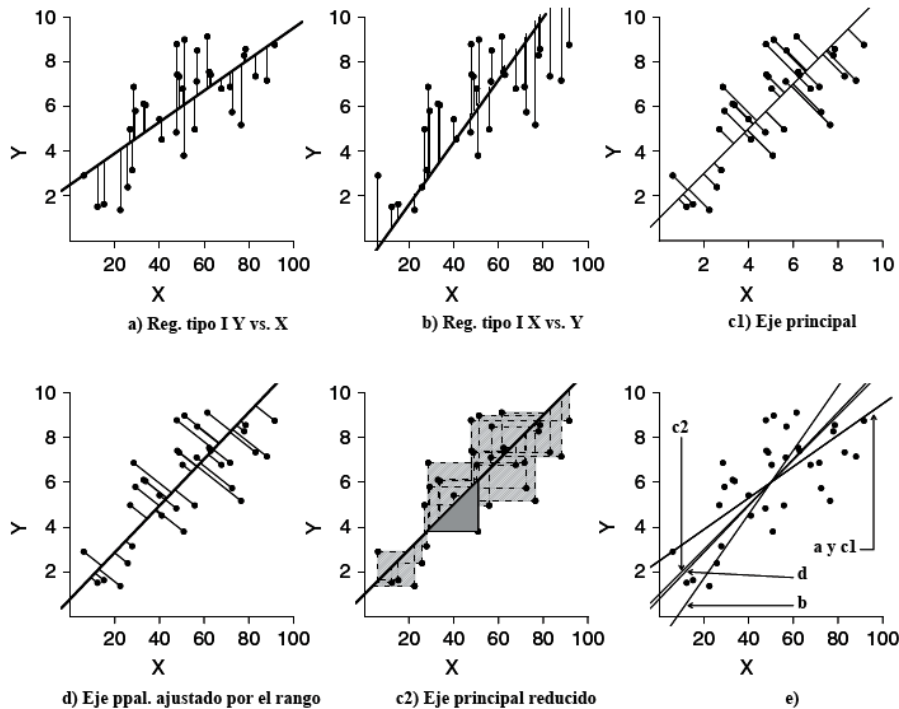 10
8
6
4
2
Y
20 40 60 80 100
X
a) Reg. tipo I Y vs. X
10
8
6
4
2
Y
20 40 60 80 100
X
b) Reg. tipo I X vs. Y
10
8
6
4
2
Y
2 4 6 8 10
X
c1) Eje principal
10
8
6
4
2
Y
20 40 60 80 100
X
d) Eje ppal. ajustado por el rango
10
8
6
4
2
Y
20 40 60 80 100
X
c2) Eje principal reducido
10
8
6
4
2
Y
c2
a y c1
d
b
20 40 60 80 100
X
e)